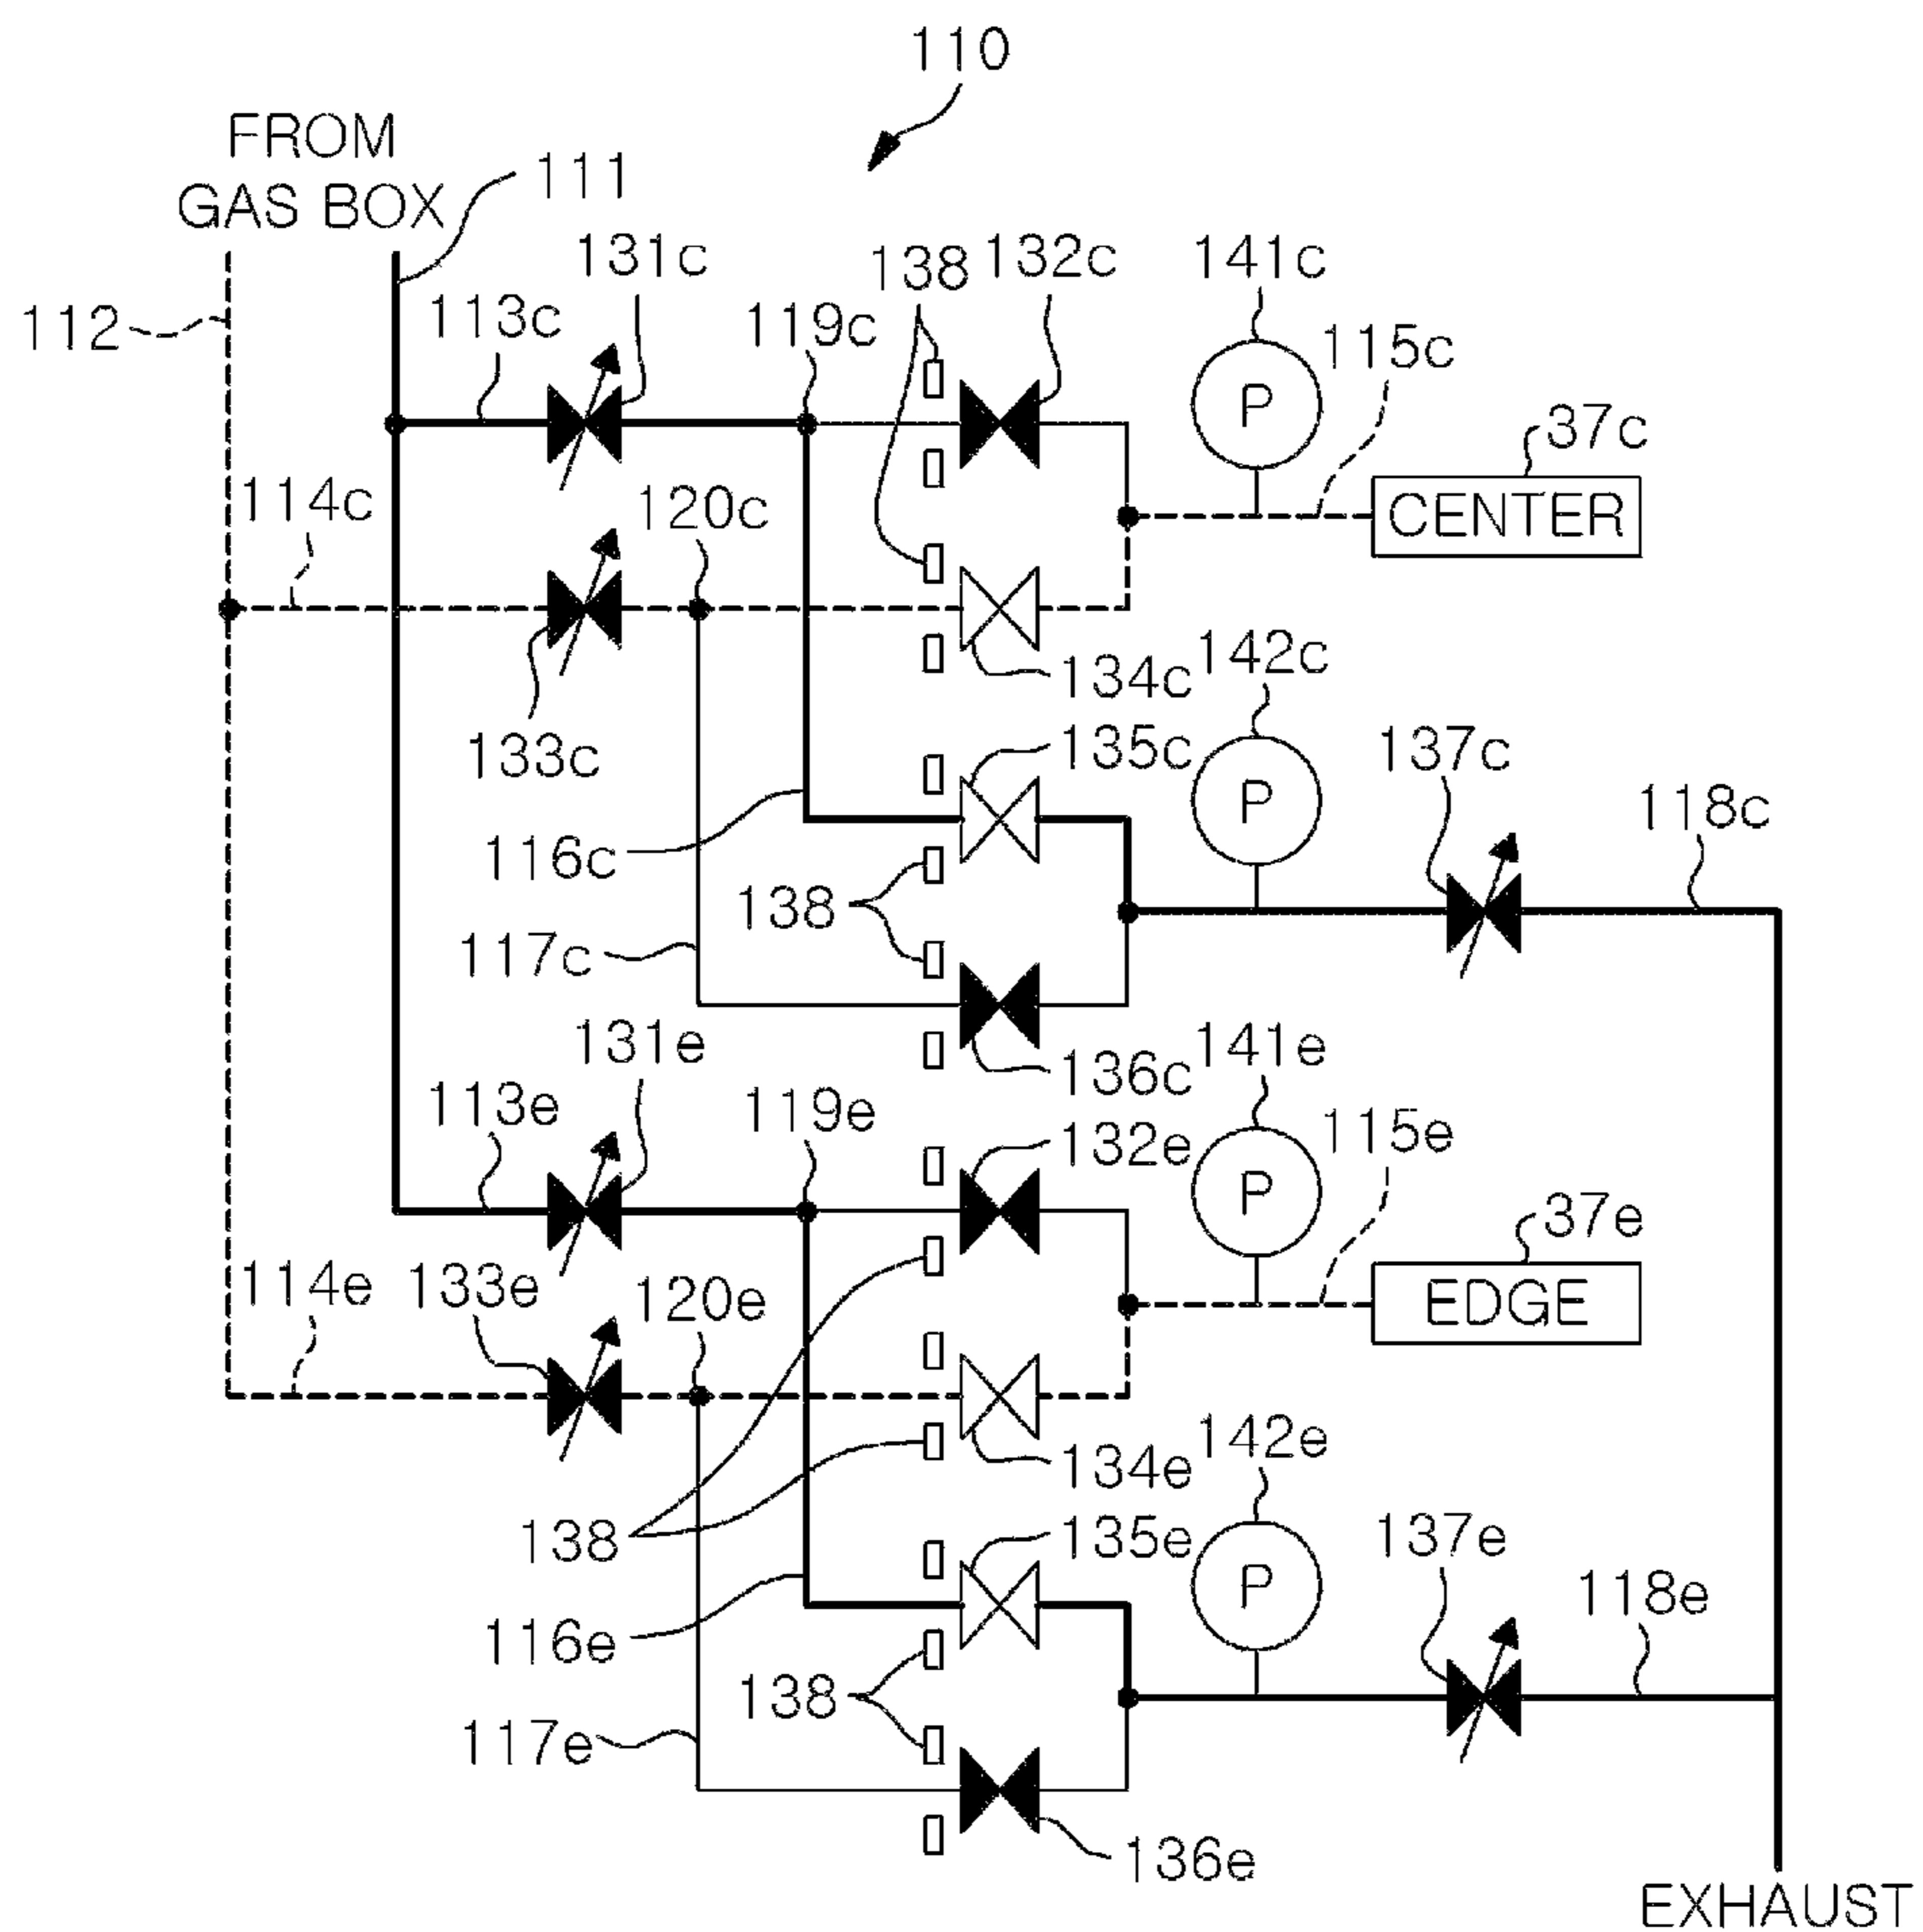 110
FROM
GAS BOX
111
131c
138
132c
141c
112
113c
119c
115c
P
37c
CENTER
114c
120c
134c
142c
133c
135c
137c
P
118c
116c
138
117c
131e
136c
141e
113e
119e
132e
115e
P
37e
EDGE
114e
133e
120e
134e
142e
138
135e
137e
P
118e
116e
138
117e
136e
EXHAUST